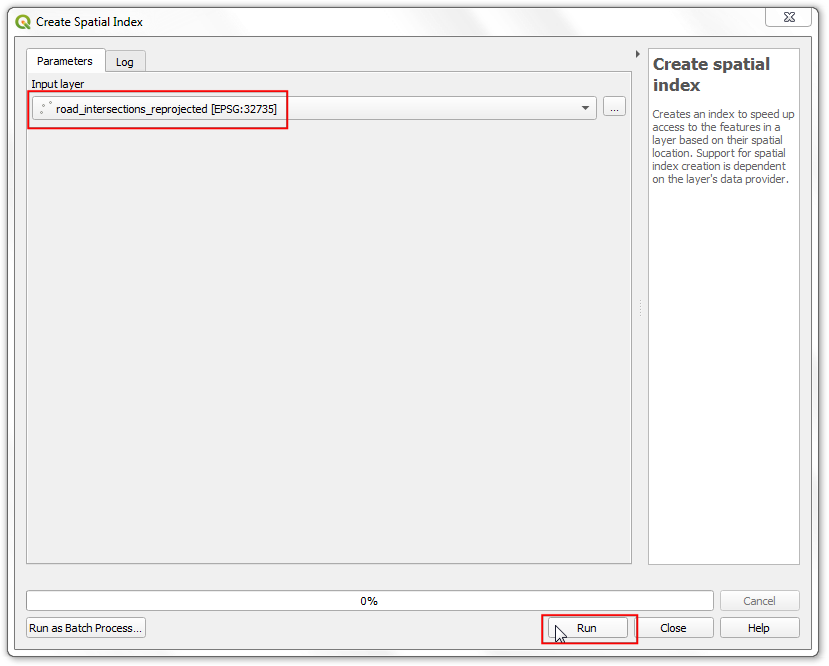 Create Spatial Index
Parameters
Log
Input layer
road_intersections_reprojected [EPSG:32735]
...
Create spatial
index
Creates an index to speed up
access to the features in a
layer based on their spatial
location. Support for spatial
index creation is dependent
on the layer's data provider.
0%
Cancel
Run as Batch Process...
Run
Close
Help